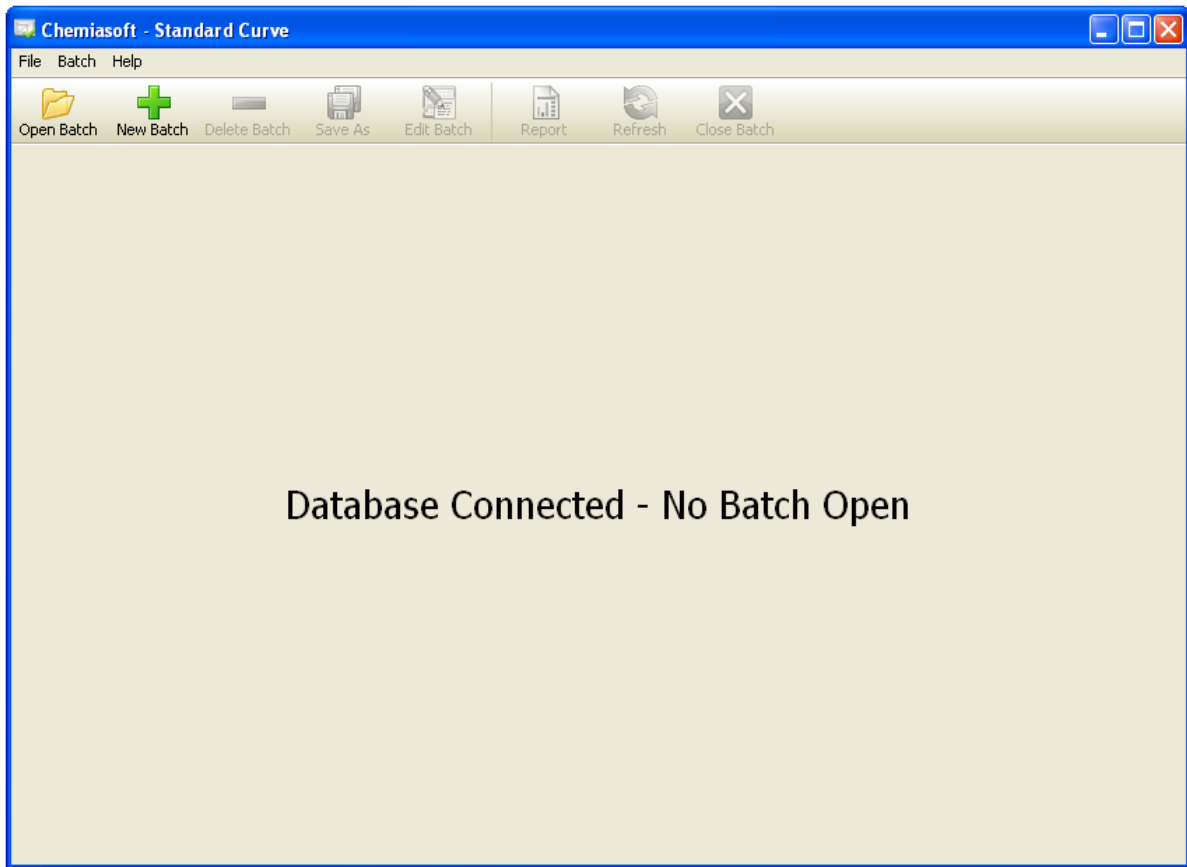 Chemiasoft - Standard Curve
File Batch Help
Open Batch New Batch Delete Batch Save As Edit Batch Report Refresh Close Batch
Database Connected - No Batch Open